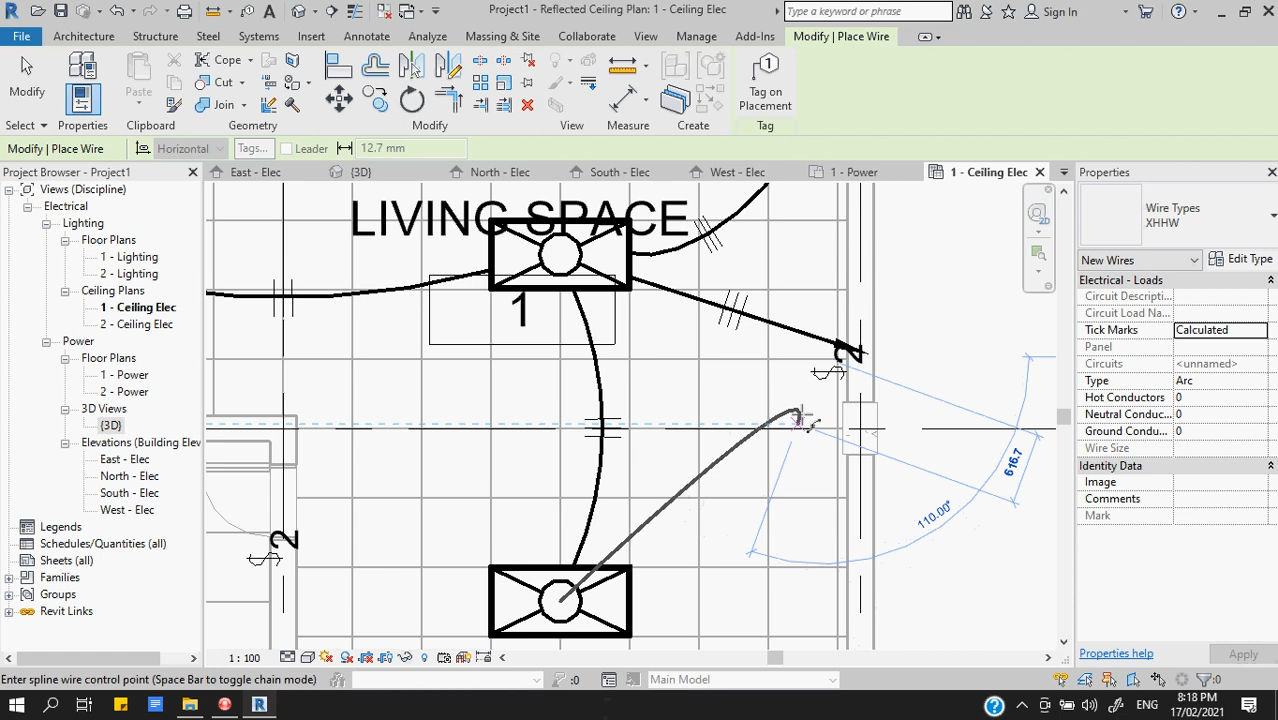 Project1 - Reflected Ceiling Plan: 1 - Ceiling Elec
Type a keyword or phrase
Sign In
File
Architecture
Structure
Steel
Systems
Insert
Annotate
Analyze
Massing & Site
Collaborate
View
Manage
Add-Ins
Modify | Place Wire
Modify
Select
Properties
Paste
Clipboard
Cope
Cut
Join
Geometry
Modify
View
Measure
Create
Tag on
Placement
Tag
Modify | Place Wire
Horizontal
Tags...
Leader
12.7 mm
Project Browser - Project1
East - Elec
{3D}
North - Elec
South - Elec
West - Elec
1 - Power
1 - Ceiling Elec
Properties
Views (Discipline)
Electrical
Lighting
Floor Plans
1 - Lighting
2 - Lighting
Ceiling Plans
1 - Ceiling Elec
2 - Ceiling Elec
Power
Floor Plans
1 - Power
2 - Power
3D Views
{3D}
Elevations (Building Elev
East - Elec
North - Elec
South - Elec
West - Elec
Legends
Schedules/Quantities (all)
Sheets (all)
Families
Groups
Revit Links
LIVING SPACE
1
2
2
616.7
110.00°
Wire Types
XHHW
New Wires
Edit Type
Electrical - Loads
Circuit Descripti...
Circuit Load Na...
Tick Marks
Calculated
Panel
Circuits
<unnamed>
Type
Arc
Hot Conductors
0
Neutral Conduc...
0
Ground Condu...
0
Wire Size
Identity Data
Image
Comments
Mark
Properties help
Apply
1 : 100
Enter spline wire control point (Space Bar to toggle chain mode)
:0
Main Model
:0
ENG
8:18 PM
17/02/2021